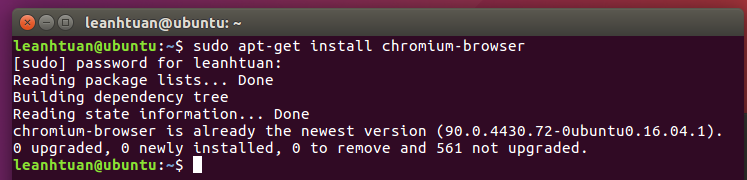 leanhtuan@ubuntu: ~
leanhtuan@ubuntu:~$ sudo apt-get install chromium-browser
[sudo] password for leanhtuan:
Reading package lists... Done
Building dependency tree
Reading state information... Done
chromium-browser is already the newest version (90.0.4430.72-0ubuntu0.16.04.1).
0 upgraded, 0 newly installed, 0 to remove and 561 not upgraded.
leanhtuan@ubuntu:~$